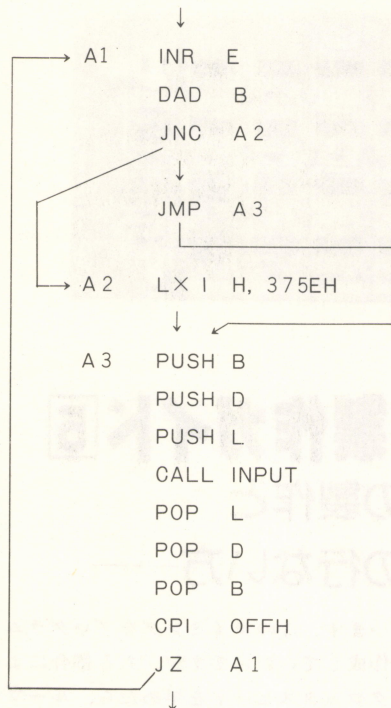 A1 INR E
DAD B
JNC A2
JMP A3
A2 LXI H, 375EH
A3 PUSH B
PUSH D
PUSH L
CALL INPUT
POP L
POP D
POP B
CPI OFFH
JZ A1